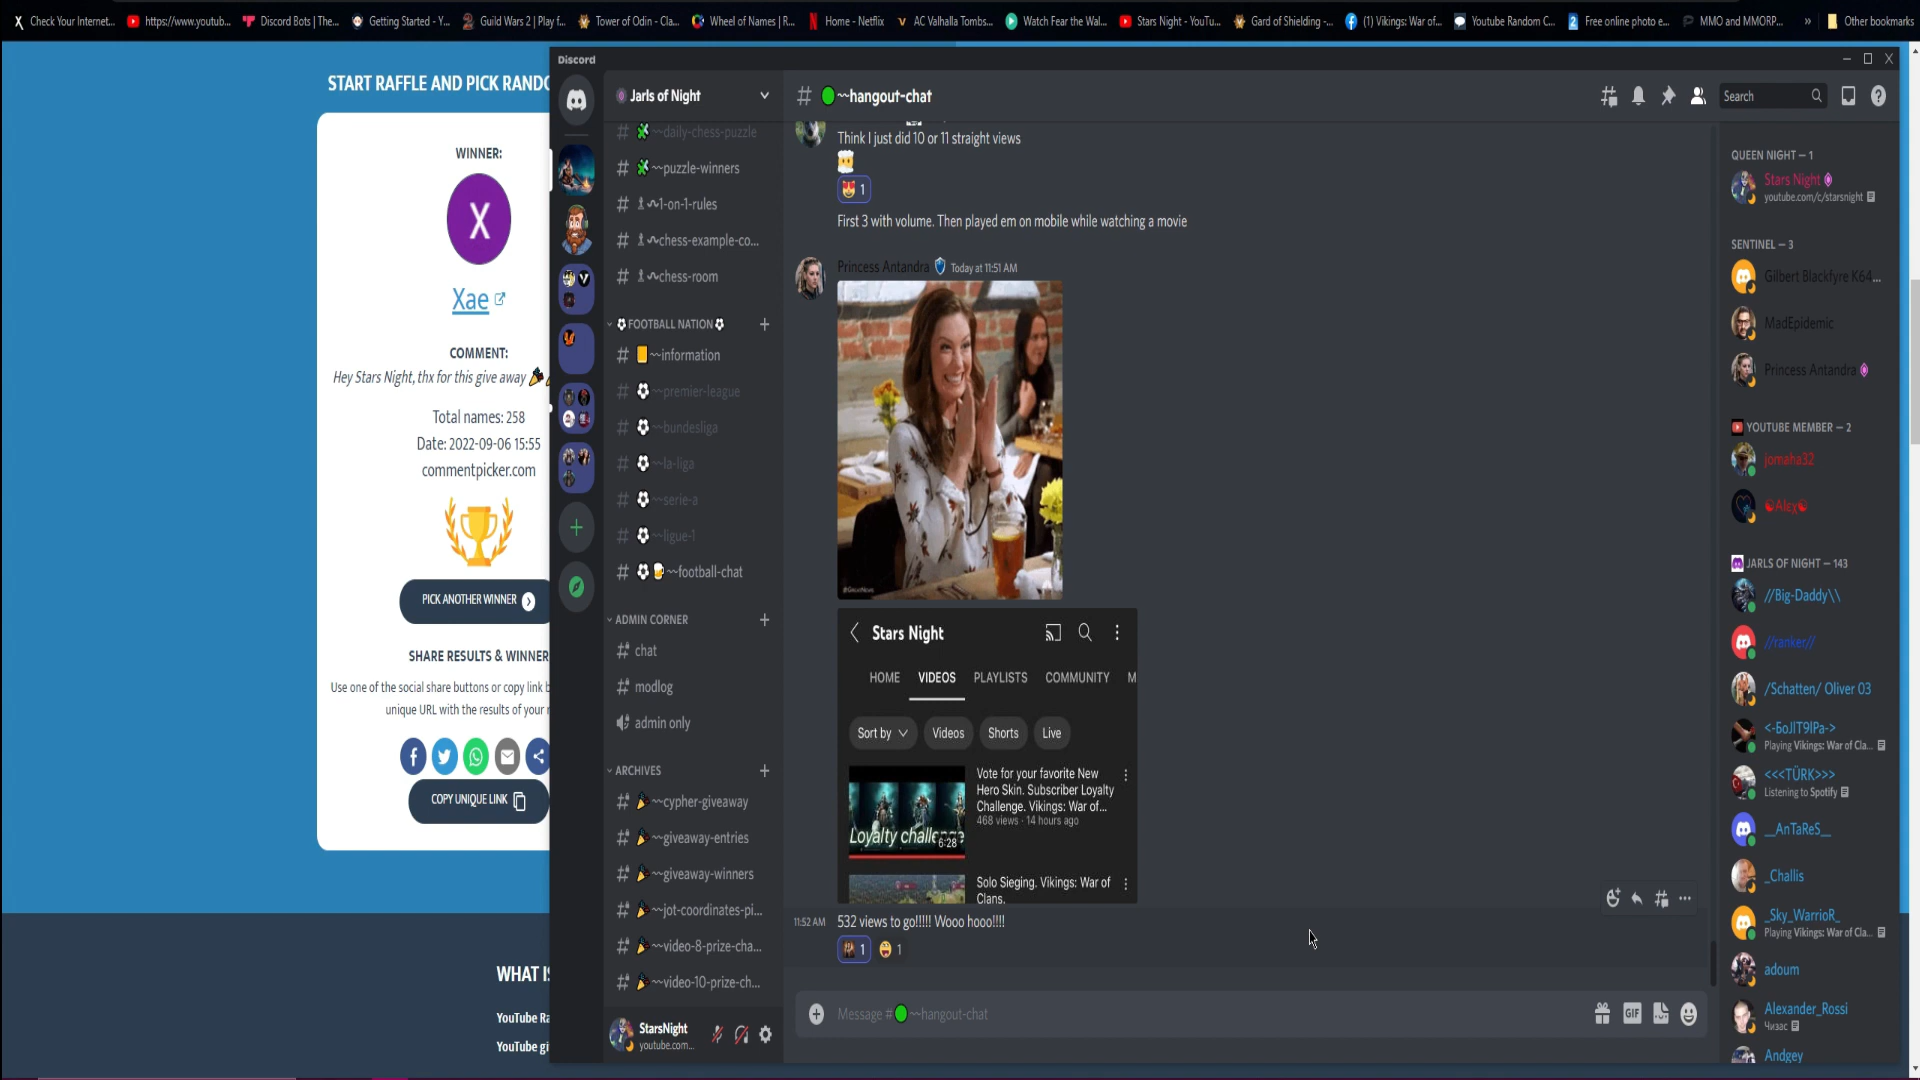 Check Your Internet...
https://www.youtub...
Discord Bots | The...
Getting Started - Y...
Guild Wars 2 | Play f...
Tower of Odin - Cla...
Wheel of Names | R...
Home - Netflix
AC Valhalla Tombs...
Watch Fear the Wal...
Stars Night - YouTu...
Gard of Shielding -...
(1) Vikings: War of...
Youtube Random C...
Free online photo e...
MMO and MMORP...
»
Other bookmarks
START RAFFLE AND PICK RANDO
WINNER:
X
Xae
COMMENT:
Hey Stars Night, thx for this give away
Total names: 258
Date: 2022-09-06 15:55
commentpicker.com
PICK ANOTHER WINNER
SHARE RESULTS & WINNER
Use one of the social share buttons or copy link b
unique URL with the results of your r
COPY UNIQUE LINK
WHAT IS
YouTube Ra
YouTube gi
Discord
Jarls of Night
~~daily-chess-puzzle
~~puzzle-winners
1-on-1-rules
chess-example-co...
chess-room
FOOTBALL NATION
~~information
~~premier-league
~~bundesliga
~~la-liga
~~serie-a
~~ligue-1
~~football-chat
ADMIN CORNER
chat
modlog
admin only
ARCHIVES
~~cypher-giveaway
~~giveaway-entries
~~giveaway-winners
~~jot-coordinates-pi...
~~video-8-prize-cha...
~~video-10-prize-ch...
StarsNight
youtube.com...
# ~~hangout-chat
Search
Think I just did 10 or 11 straight views
1
First 3 with volume. Then played em on mobile while watching a movie
Princess Antandra Today at 11:51 AM
Stars Night
HOME VIDEOS PLAYLISTS COMMUNITY M
Sort by Videos Shorts Live
Loyalty challenge
6:28
Vote for your favorite New
Hero Skin. Subscriber Loyalty
Challenge. Vikings: War of...
468 views · 14 hours ago
Solo Sieging. Vikings: War of
Clans.
11:52 AM 532 views to go!!!!! Wooo hooo!!!!
1 1
Message # ~~hangout-chat
GIF
QUEEN NIGHT — 1
Stars Night
youtube.com/c/starsnight
SENTINEL — 3
Gilbert Blackfyre K64...
MadEpidemic
Princess Antandra
YOUTUBE MEMBER — 2
jomaha32
☯Alex☯
JARLS OF NIGHT — 143
//Big-Daddy\\
//ranker//
/Schatten/ Oliver 03
<-БоJIT9IPa->
Playing Vikings: War of Cla...
<<<TÜRK>>>
Listening to Spotify
__AnTaReS__
_Challis
_Sky_WarrioR_
Playing Vikings: War of Cla...
adoum
Alexander_Rossi
Чизас
Andgey